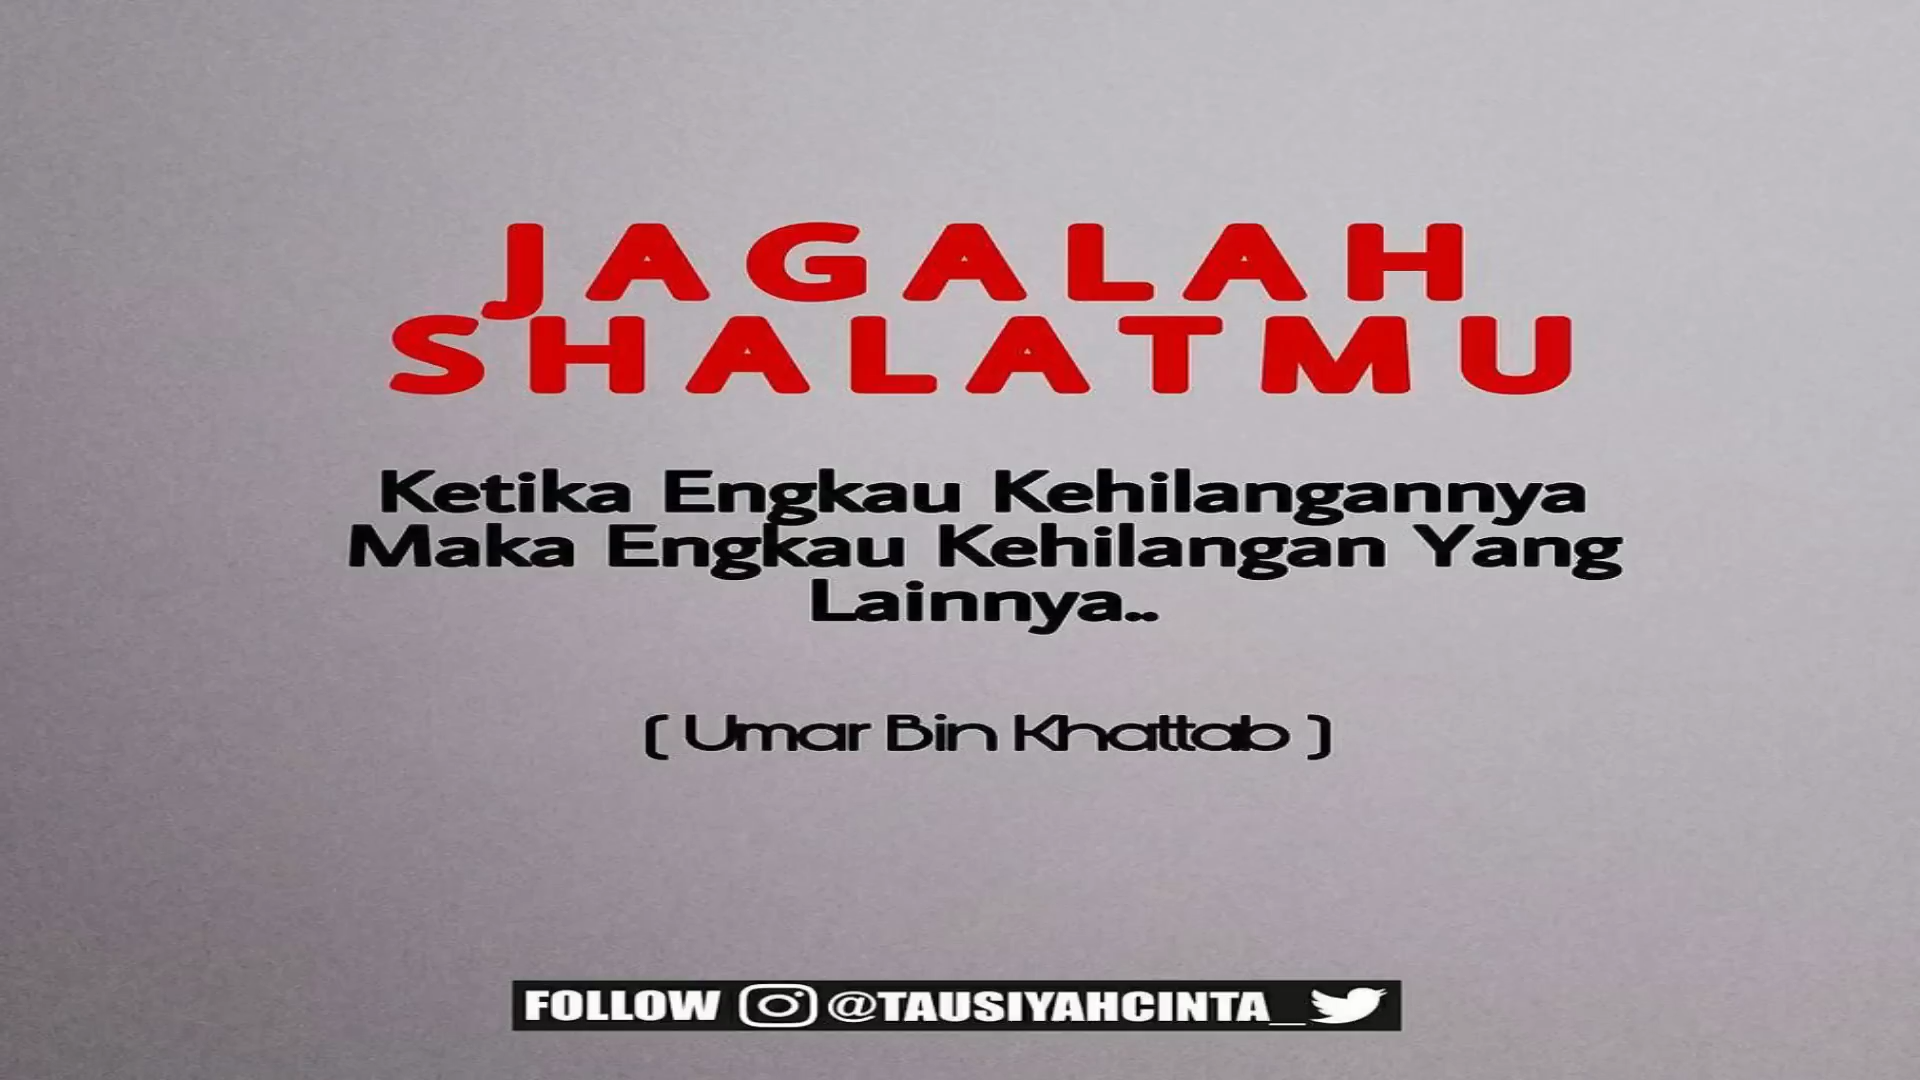 JAGALAH
SHALATMU
Ketika Engkau Kehilangannya
Maka Engkau Kehilangan Yang
Lainnya..
( Umar Bin Khattab )
FOLLOW @TAUSIYAHCINTA_